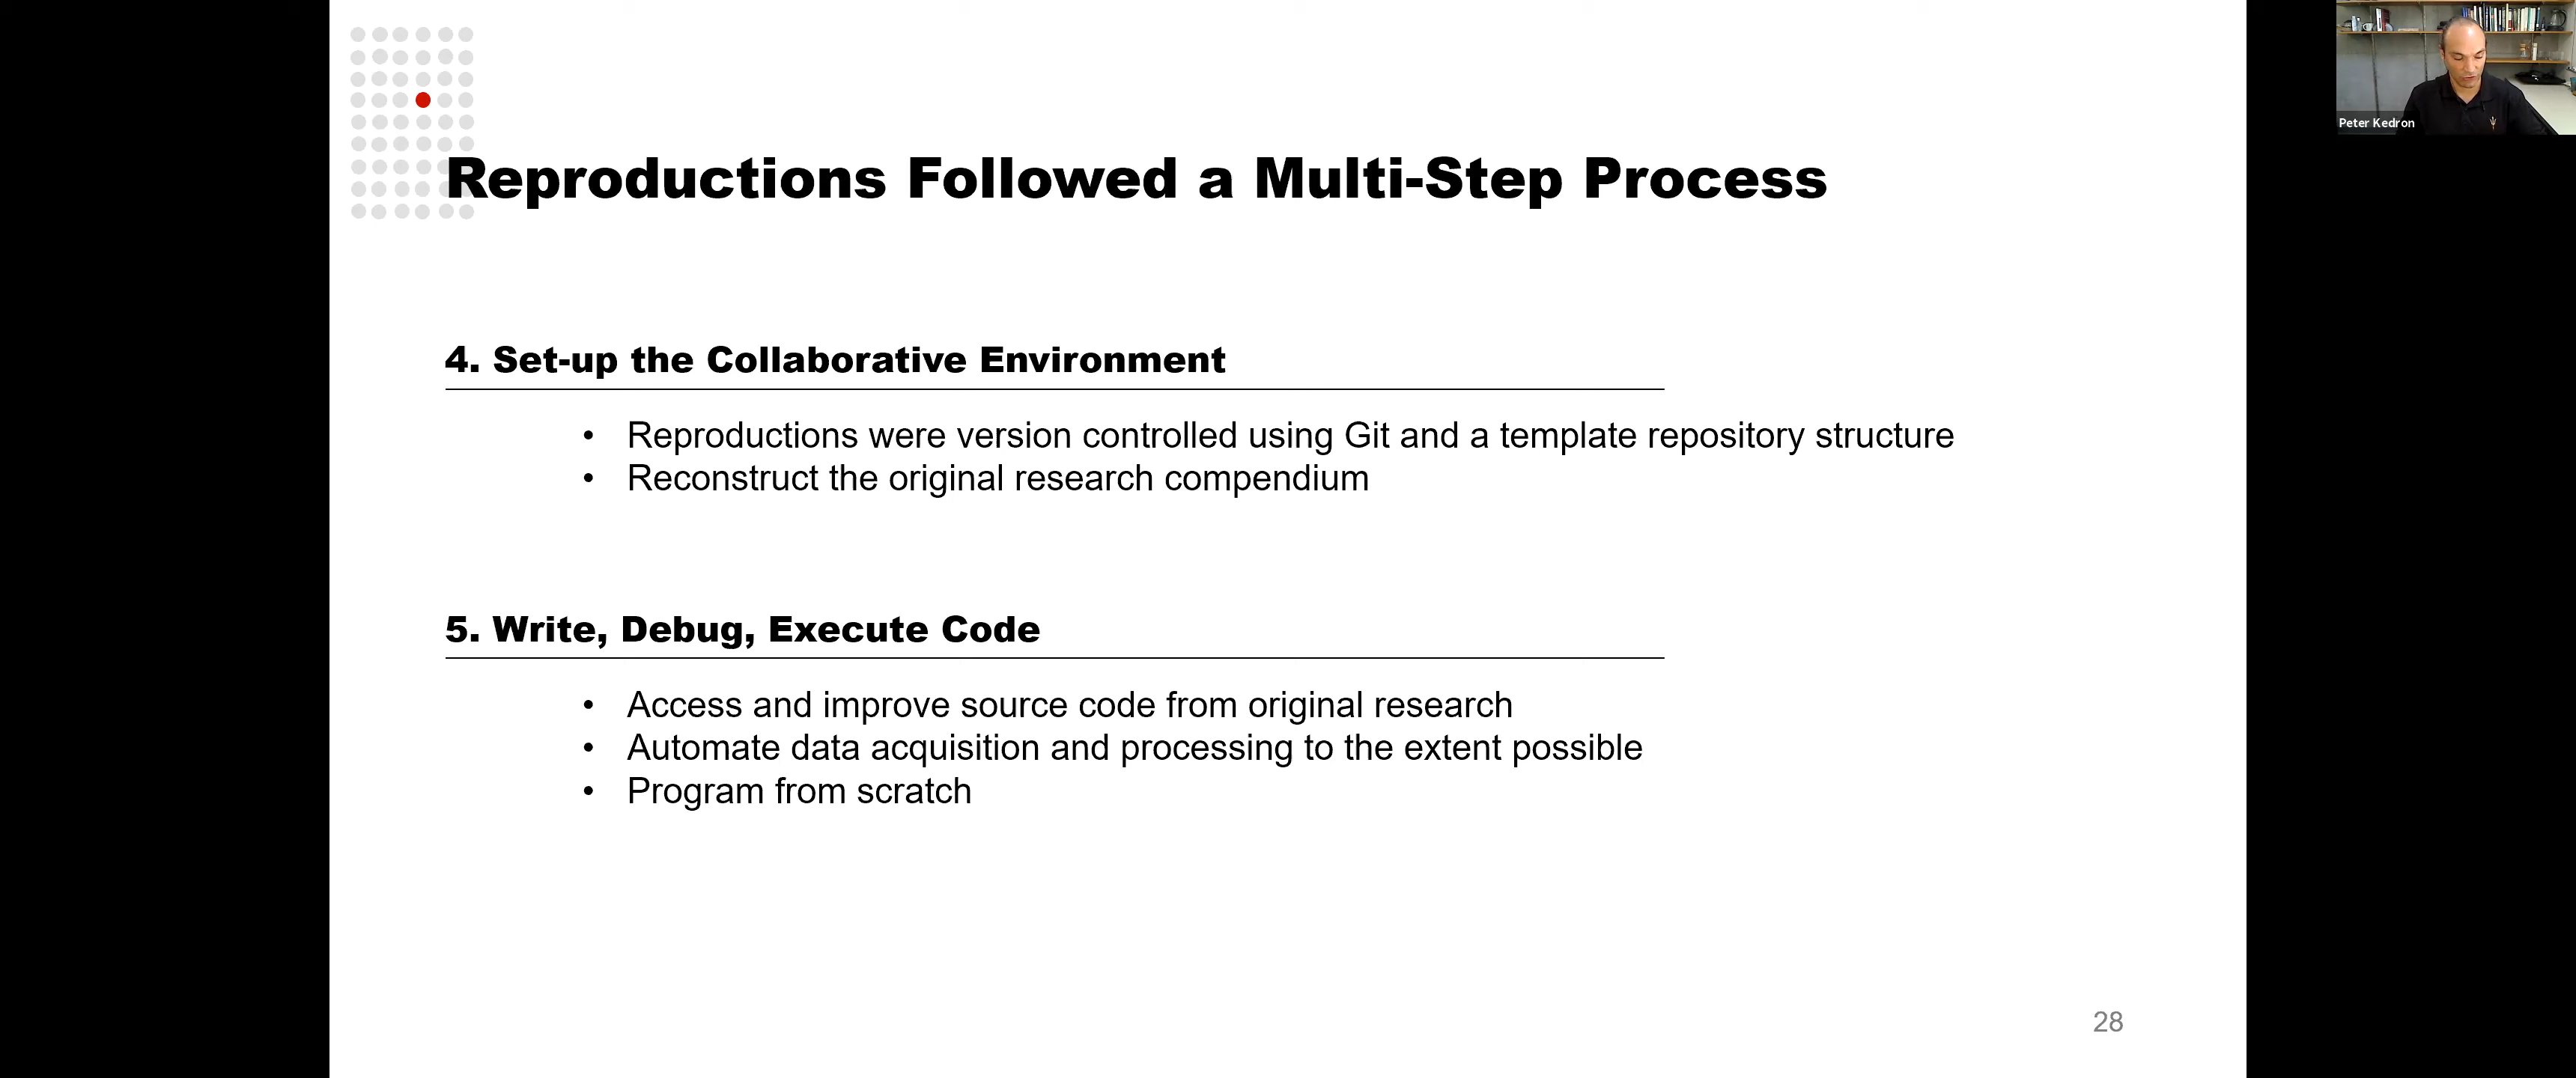 Peter Kedron
Reproductions Followed a Multi-Step Process
4. Set-up the Collaborative Environment
• Reproductions were version controlled using Git and a template repository structure
• Reconstruct the original research compendium
5. Write, Debug, Execute Code
• Access and improve source code from original research
• Automate data acquisition and processing to the extent possible
• Program from scratch
28